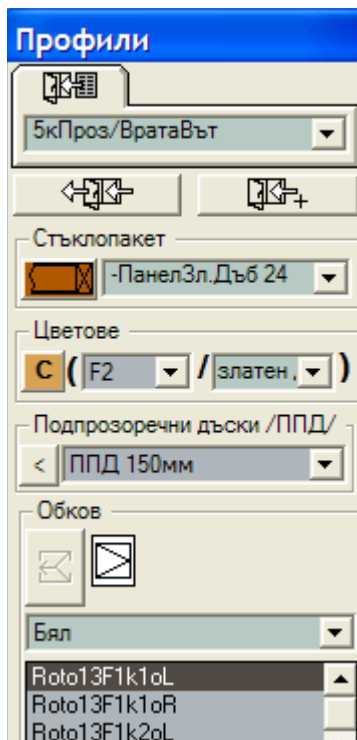 Профили
5кПроз/ВратаВът
+
Стъклопакет
-ПанелЗл.Дъб 24
Цветове
C ( F2 / златен , )
Подпрозоречни дъски /ППД/
< ППД 150мм
Обков
Бял
Roto13F1k1oL
Roto13F1k1oR
Roto13F1k2oL